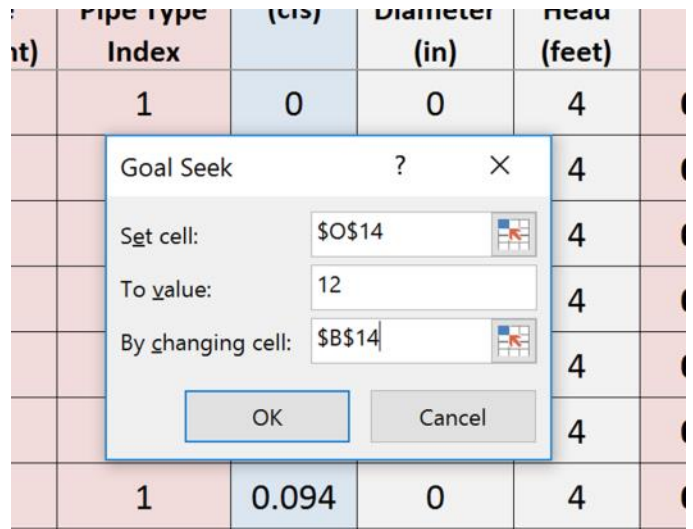 Pipe Type (cfs) Diameter Head
nt) Index (in) (feet)
1 0 0 4
Goal Seek ? ×
4
Set cell: $O$14
4
To value: 12
4
By changing cell: $B$14
4
OK Cancel
4
1 0.094 0 4